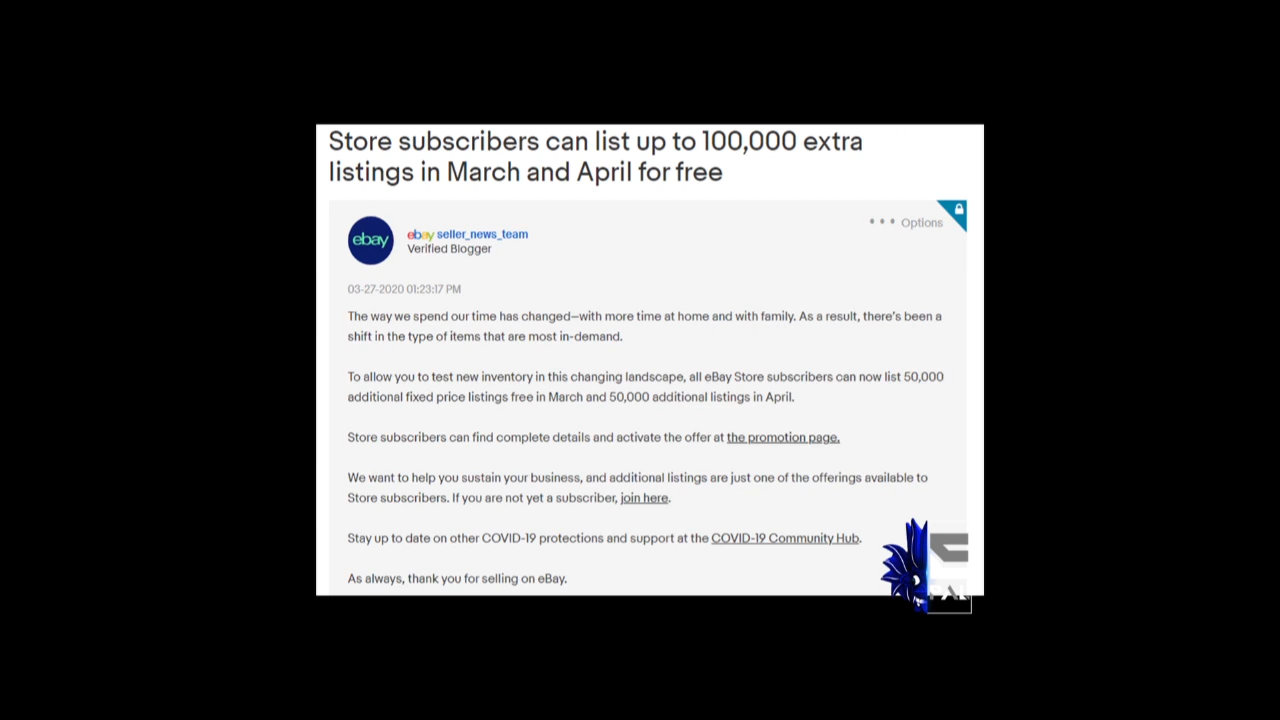 Store subscribers can list up to 100,000 extra
listings in March and April for free
ebay
ebay seller_news_team
Verified Blogger
• • • Options
03-27-2020 01:23:17 PM
The way we spend our time has changed–with more time at home and with family. As a result, there's been a
shift in the type of items that are most in-demand.
To allow you to test new inventory in this changing landscape, all eBay Store subscribers can now list 50,000
additional fixed price listings free in March and 50,000 additional listings in April.
Store subscribers can find complete details and activate the offer at the promotion page.
We want to help you sustain your business, and additional listings are just one of the offerings available to
Store subscribers. If you are not yet a subscriber, join here.
Stay up to date on other COVID-19 protections and support at the COVID-19 Community Hub.
As always, thank you for selling on eBay.